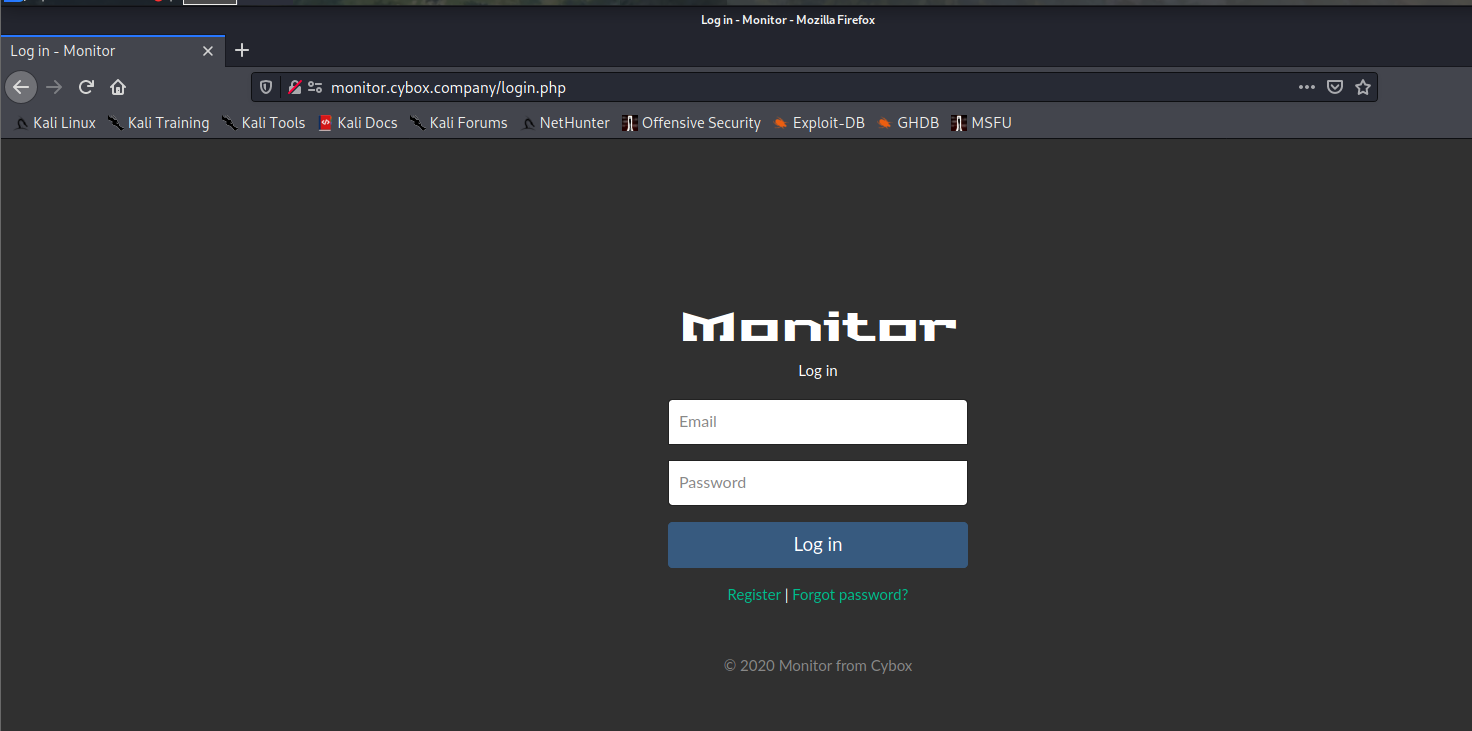 Log in - Monitor - Mozilla Firefox
Log in - Monitor
monitor.cybox.company/login.php
Kali Linux Kali Training Kali Tools Kali Docs Kali Forums NetHunter Offensive Security Exploit-DB GHDB MSFU
Monitor
Log in
Email
Password
Log in
Register | Forgot password?
© 2020 Monitor from Cybox